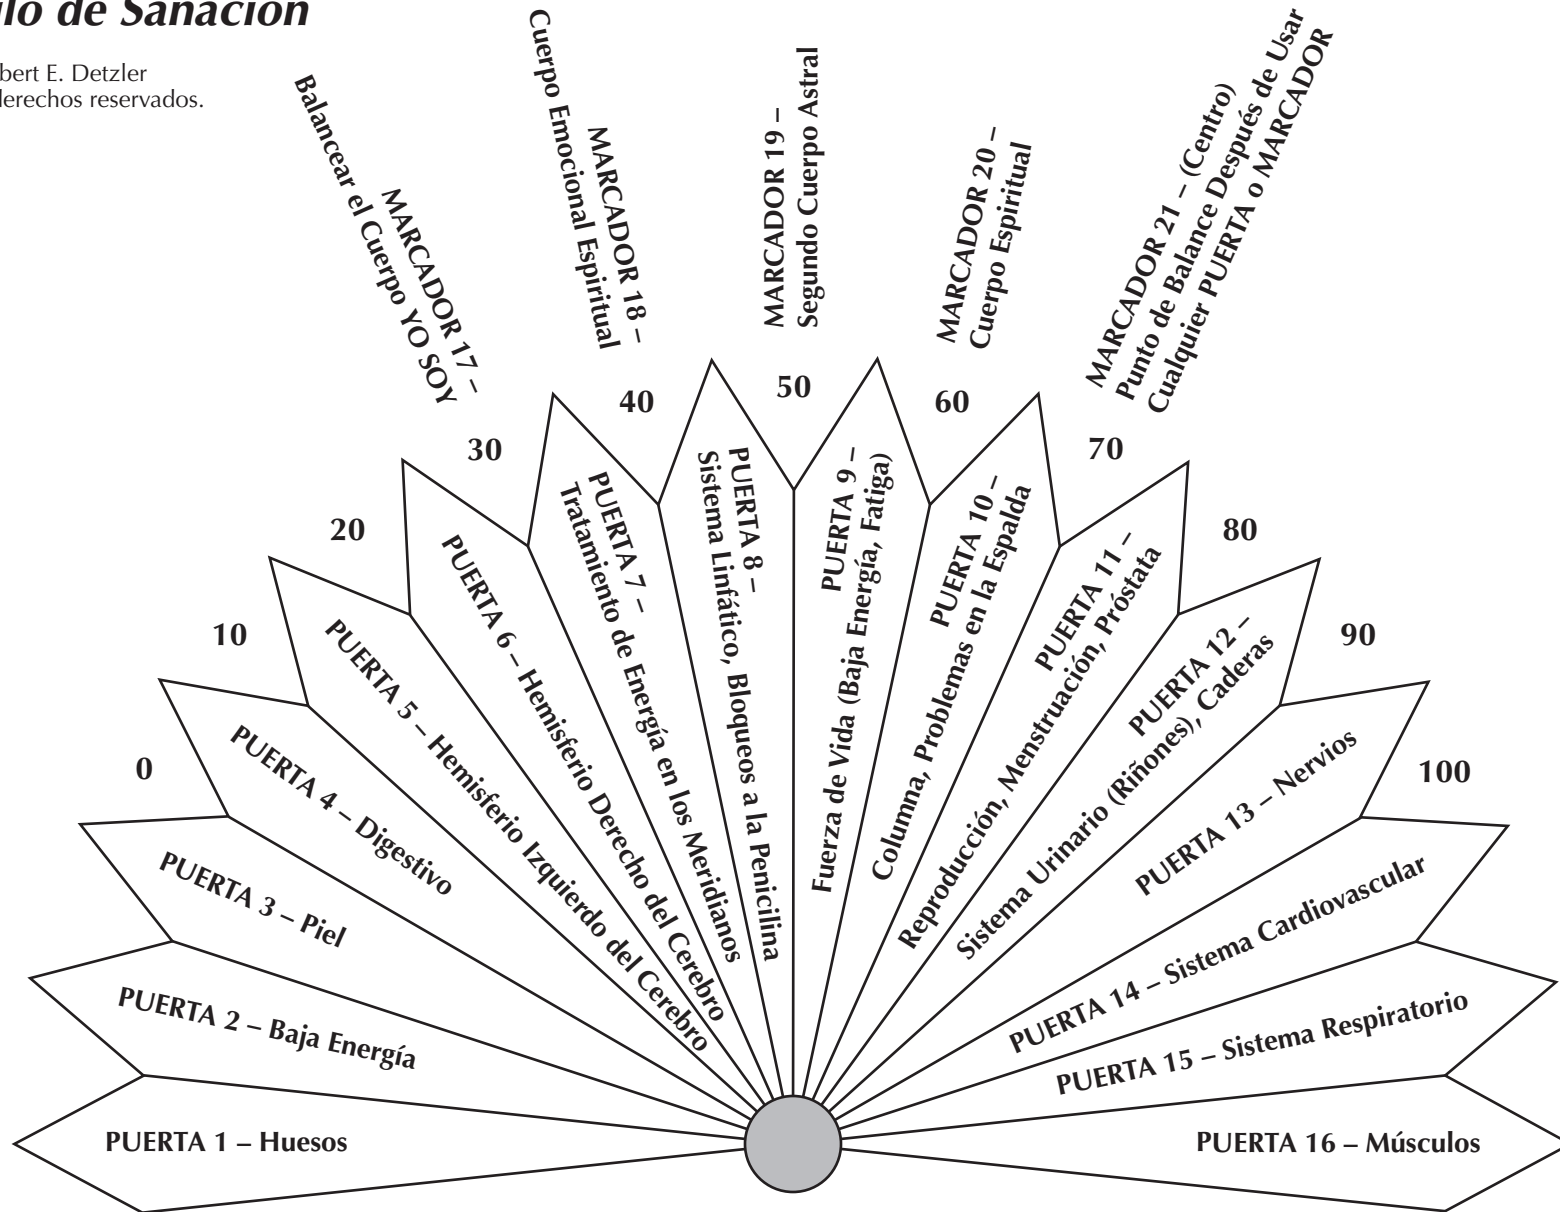 de Sanación
E. Detzler
derechos reservados.
MARCADOR 17 –
Balancear el Cuerpo YO SOY
MARCADOR 18 –
Cuerpo Emocional Espiritual
MARCADOR 19 –
Segundo Cuerpo Astral
MARCADOR 20 –
Cuerpo Espiritual
MARCADOR 21 – (Centro)
Punto de Balance Después de Usar
Cualquier PUERTA o MARCADOR
0
10
20
30
40
50
60
70
80
90
100
PUERTA 1 – Huesos
PUERTA 2 – Baja Energía
PUERTA 3 – Piel
PUERTA 4 – Digestivo
PUERTA 5 – Hemisferio Izquierdo del Cerebro
PUERTA 6 – Hemisferio Derecho del Cerebro
PUERTA 7 –
Tratamiento de Energía en los Meridianos
PUERTA 8 –
Sistema Linfático, Bloqueos a la Penicilina
PUERTA 9 –
Fuerza de Vida (Baja Energía, Fatiga)
PUERTA 10 –
Columna, Problemas en la Espalda
PUERTA 11 –
Reproducción, Menstruación, Próstata
PUERTA 12 –
Sistema Urinario (Riñones), Caderas
PUERTA 13 – Nervios
PUERTA 14 – Sistema Cardiovascular
PUERTA 15 – Sistema Respiratorio
PUERTA 16 – Músculos